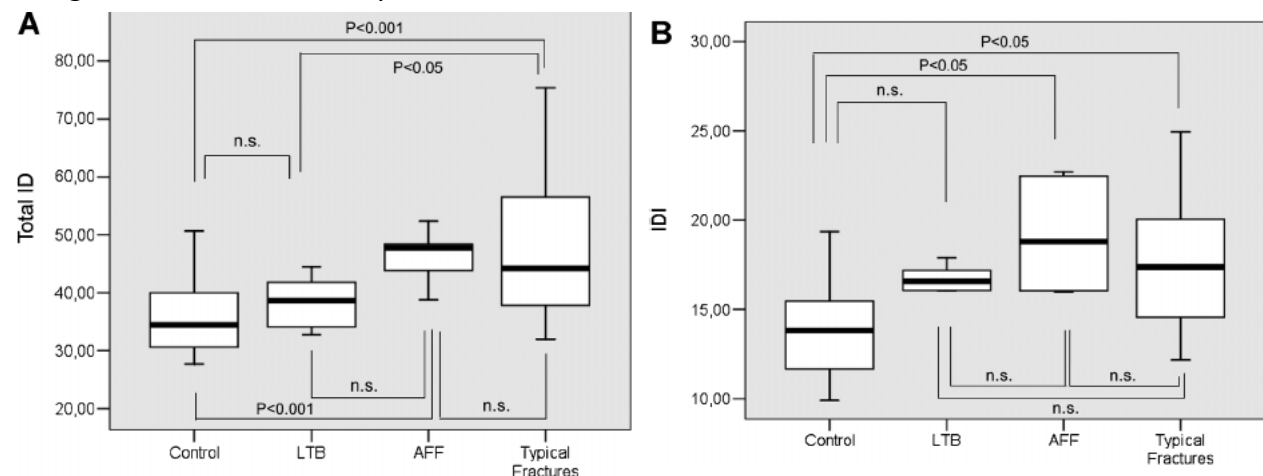 A
P<0.001
P<0.05
n.s.
n.s.
P<0.001
n.s.
Total ID
80,00
70,00
60,00
50,00
40,00
30,00
20,00
Control
LTB
AFF
Typical
Fractures
B
P<0.05
P<0.05
n.s.
n.s.
n.s.
n.s.
IDI
30,00
25,00
20,00
15,00
10,00
Control
LTB
AFF
Typical
Fractures